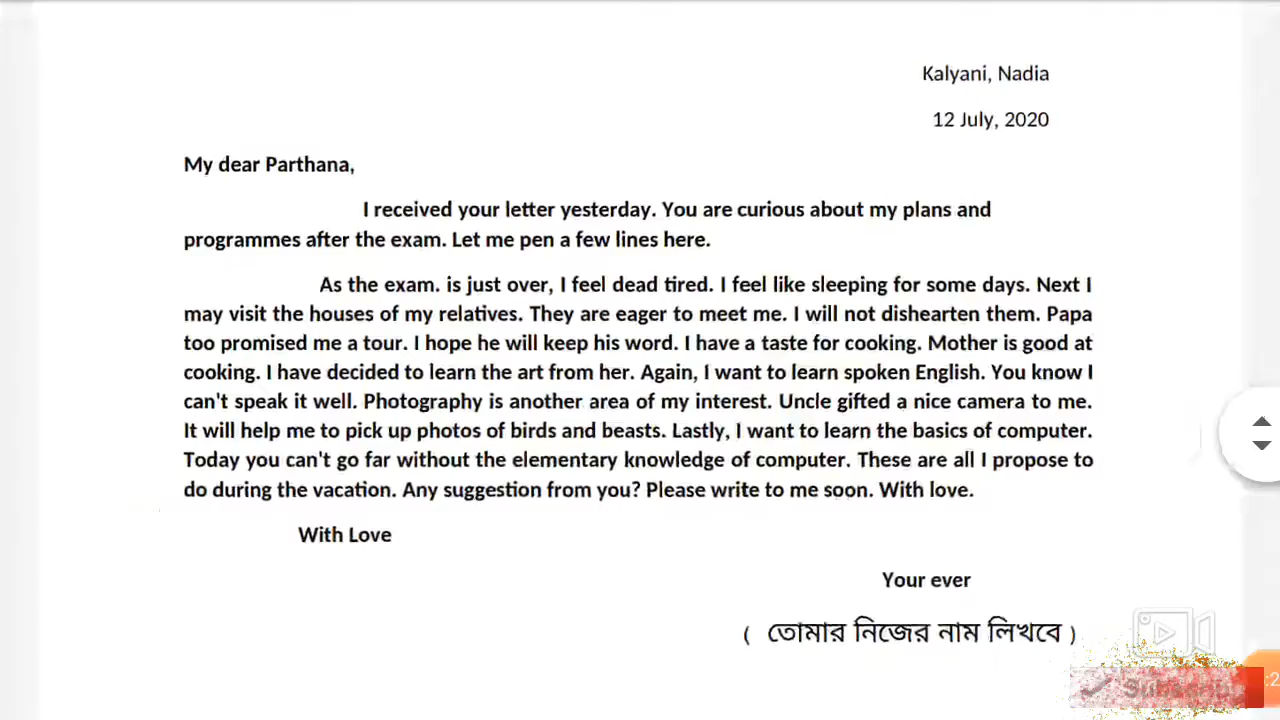 Kalyani, Nadia
12 July, 2020
My dear Parthana,
I received your letter yesterday. You are curious about my plans and
programmes after the exam. Let me pen a few lines here.
As the exam. is just over, I feel dead tired. I feel like sleeping for some days. Next I
may visit the houses of my relatives. They are eager to meet me. I will not dishearten them. Papa
too promised me a tour. I hope he will keep his word. I have a taste for cooking. Mother is good at
cooking. I have decided to learn the art from her. Again, I want to learn spoken English. You know I
can't speak it well. Photography is another area of my interest. Uncle gifted a nice camera to me.
It will help me to pick up photos of birds and beasts. Lastly, I want to learn the basics of computer.
Today you can't go far without the elementary knowledge of computer. These are all I propose to
do during the vacation. Any suggestion from you? Please write to me soon. With love.
With Love
Your ever
( তোমার নিজের নাম লিখবে )